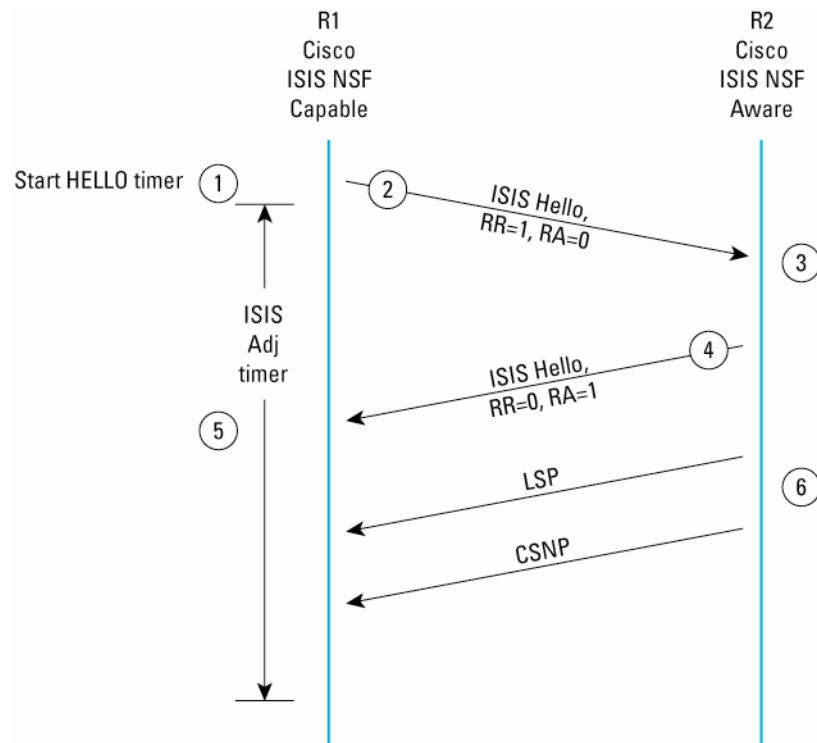 R1
Cisco
ISIS NSF
Capable
R2
Cisco
ISIS NSF
Aware
Start HELLO timer
1
2
ISIS Hello,
RR=1, RA=0
3
ISIS
Adj
timer
4
ISIS Hello,
RR=0, RA=1
5
LSP
6
CSNP